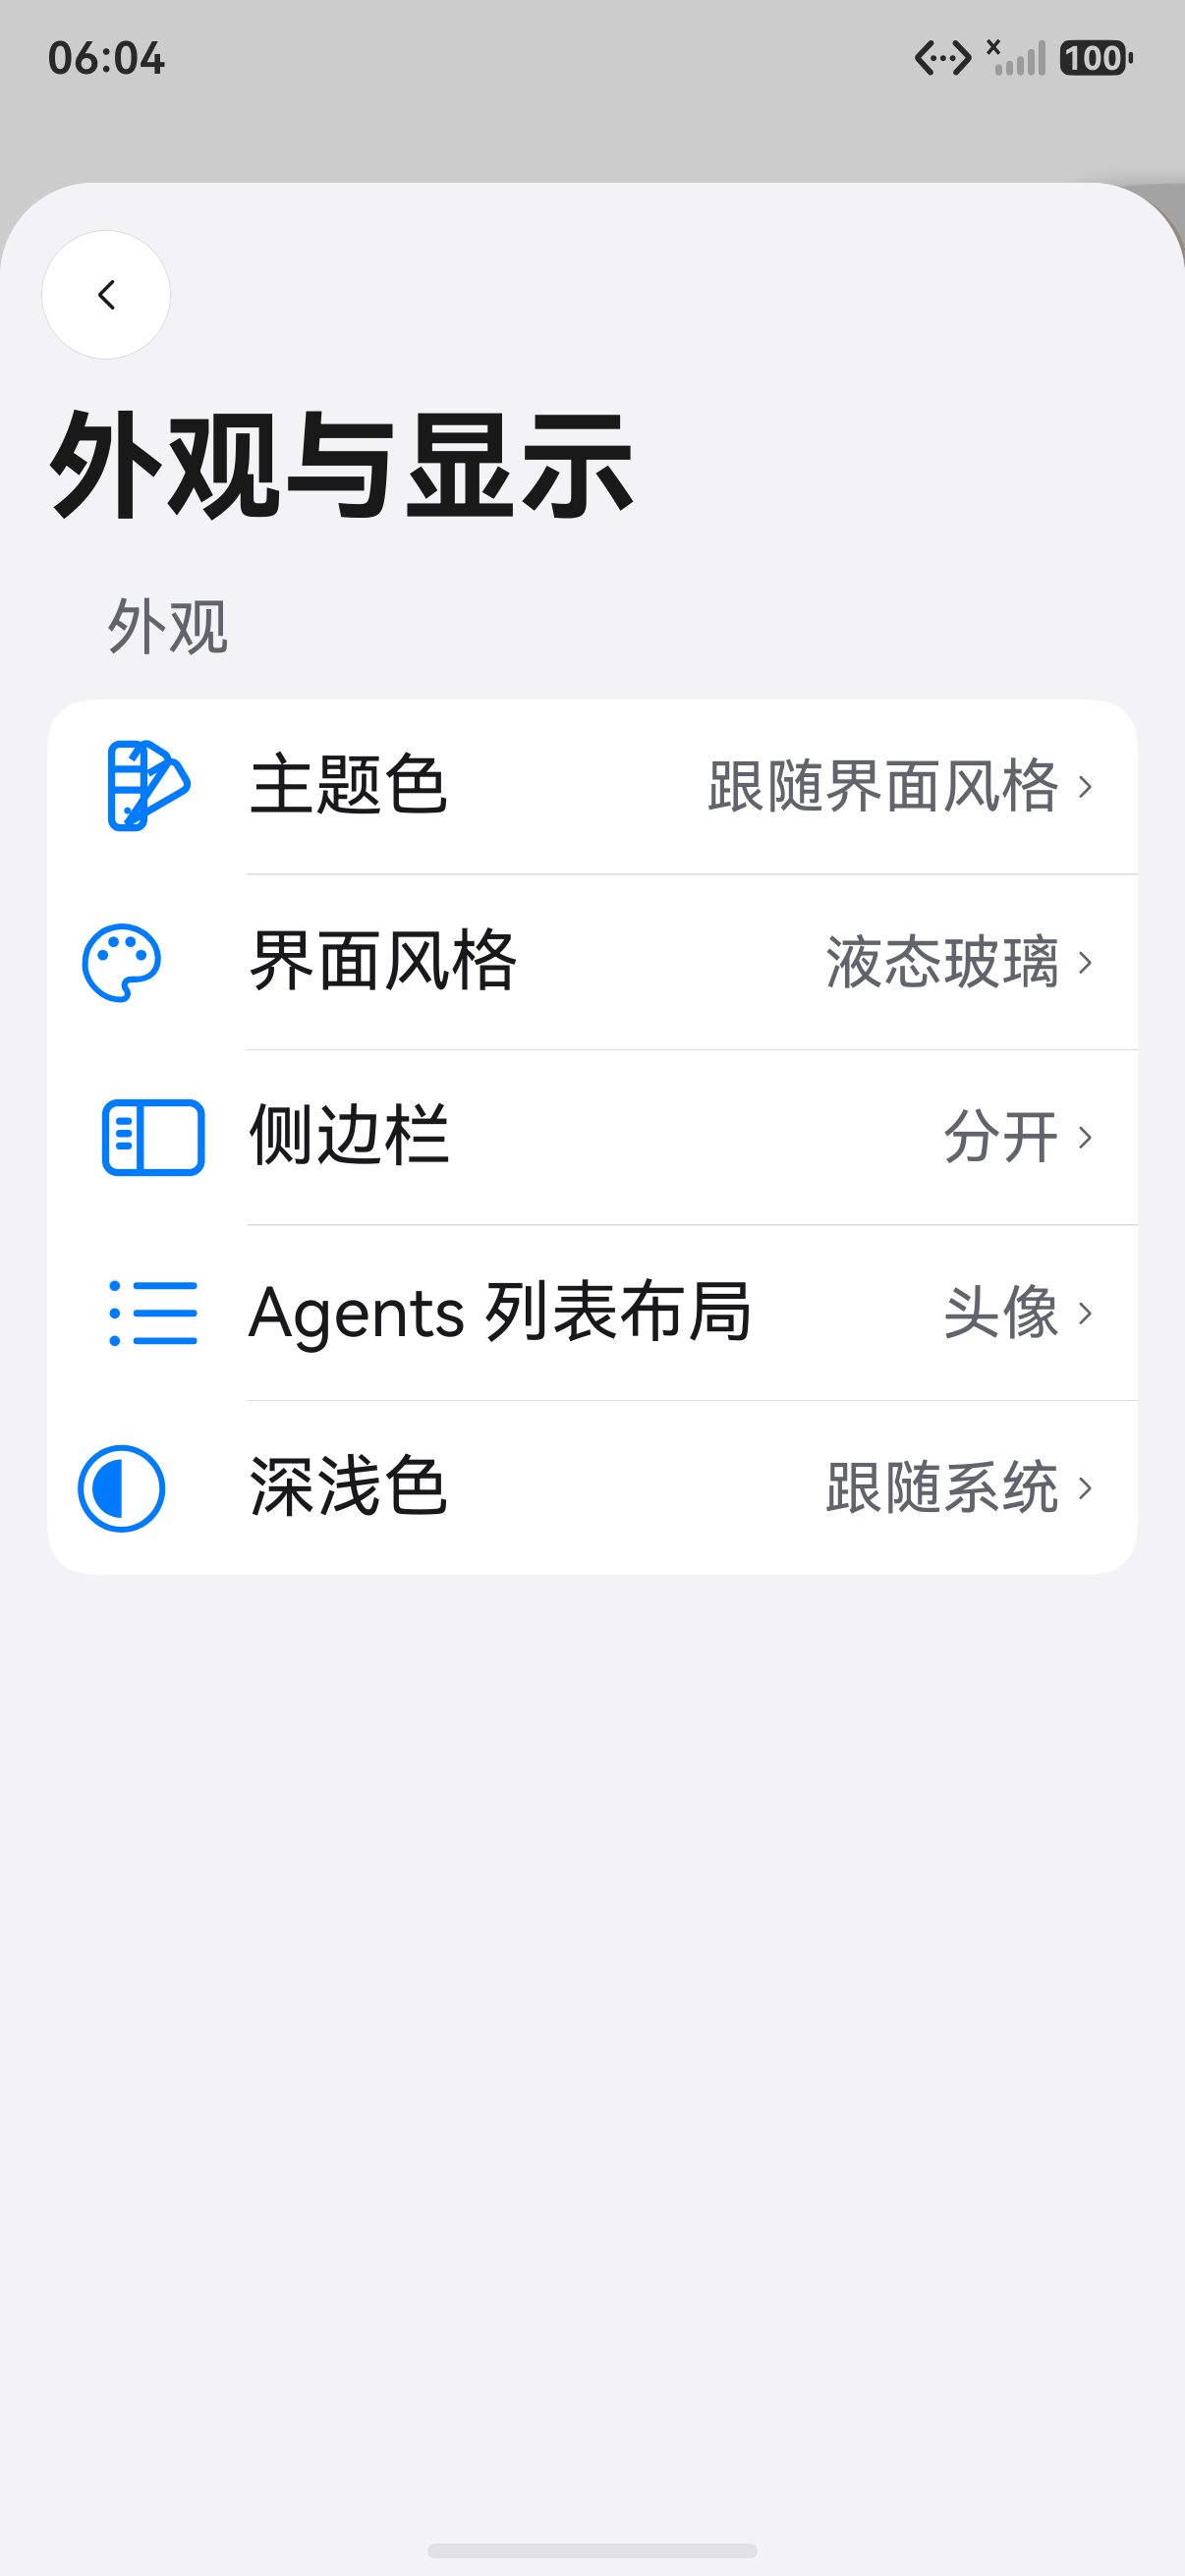 06:04
100
外观与显示
外观
主题色 跟随界面风格
界面风格 液态玻璃
侧边栏 分开
Agents 列表布局 头像
深浅色 跟随系统